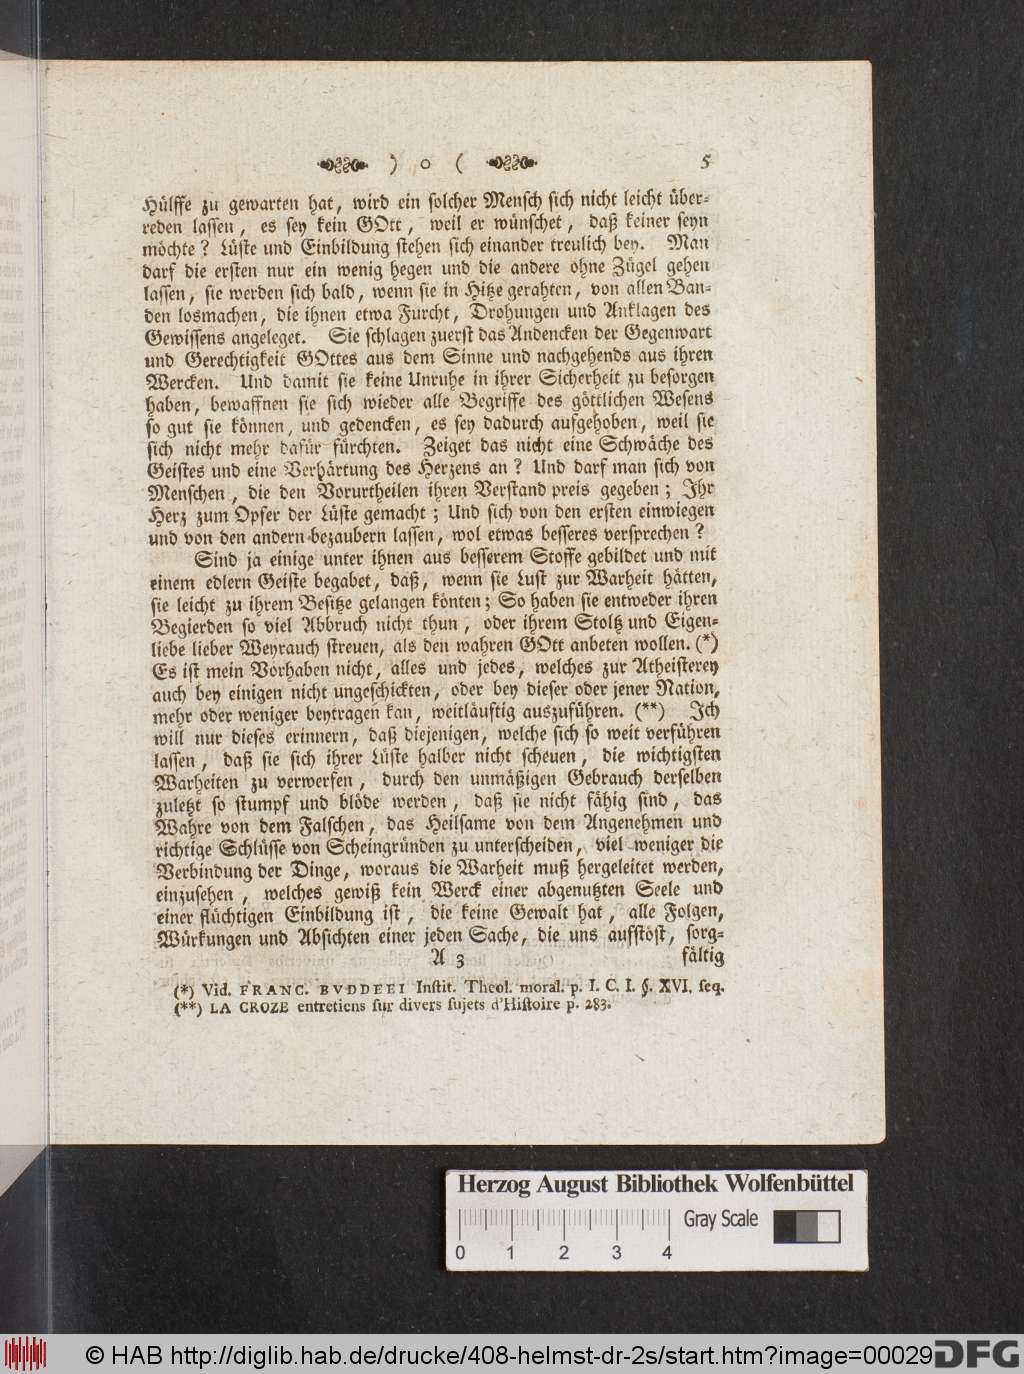 ) o ( 5
Hülffe zu gewarten hat, wird ein solcher Mensch sich nicht leicht über-
reden lassen, es sey kein GOtt, weil er wünschet, daß keiner seyn
möchte? Lüste und Einbildung stehen sich einander treulich bey. Man
darf die ersten nur ein wenig hegen und die andere ohne Zügel gehen
lassen, sie werden sich bald, wenn sie in Hitze gerahten, von allen Ban-
den losmachen, die ihnen etwa Furcht, Drohungen und Anklagen des
Gewissens angeleget. Sie schlagen zuerst das Andencken der Gegenwart
und Gerechtigkeit GOttes aus dem Sinne und nachgehends aus ihren
Wercken. Und damit sie keine Unruhe in ihrer Sicherheit zu besorgen
haben, bewaffnen sie sich wieder alle Begriffe des göttlichen Wesens
so gut sie können, und gedencken, es sey dadurch aufgehoben, weil sie
sich nicht mehr dafür fürchten. Zeiget das nicht eine Schwäche des
Geistes und eine Verhärtung des Herzens an? Und darf man sich von
Menschen, die den Vorurtheilen ihren Verstand preis gegeben; Ihr
Herz zum Opfer der Lüste gemacht; Und sich von den ersten einwiegen
und von den andern bezaubern lassen, wol etwas besseres versprechen?
Sind ja einige unter ihnen aus besserem Stoffe gebildet und mit
einem edlern Geiste begabet, daß, wenn sie Lust zur Warheit hätten,
sie leicht zu ihrem Besitze gelangen könten; So haben sie entweder ihren
Begierden so viel Abbruch nicht thun, oder ihrem Stoltz und Eigen-
liebe lieber Weyrauch streuen, als den wahren GOtt anbeten wollen. (*)
Es ist mein Vorhaben nicht, alles und jedes, welches zur Atheisterey
auch bey einigen nicht ungeschickten, oder bey dieser oder jener Nation,
mehr oder weniger beytragen kan, weitläuftig auszuführen. (**) Ich
will nur dieses erinnern, daß diejenigen, welche sich so weit verführen
lassen, daß sie sich ihrer Lüste halber nicht scheuen, die wichtigsten
Warheiten zu verwerfen, durch den unmäßigen Gebrauch derselben
zuletzt so stumpf und blöde werden, daß sie nicht fähig sind, das
Wahre von dem Falschen, das Heilsame von dem Angenehmen und
richtige Schlüsse von Scheingründen zu unterscheiden, viel weniger die
Verbindung der Dinge, woraus die Warheit muß hergeleitet werden,
einzusehen, welches gewiß kein Werck einer abgenutzten Seele und
einer flüchtigen Einbildung ist, die keine Gewalt hat, alle Folgen,
Würkungen und Absichten einer jeden Sache, die uns aufstöst, sorg-
A 3 fältig
(*) Vid. FRANC. BVDDEEI Instit. Theol. moral. p. I. C. I. §. XVI. seq.
(**) LA CROZE entretiens sur divers sujets d'Histoire p. 283.
Herzog August Bibliothek Wolfenbüttel
Gray Scale
0 1 2 3 4
© HAB http://diglib.hab.de/drucke/408-helmst-dr-2s/start.htm?image=00029
DFG